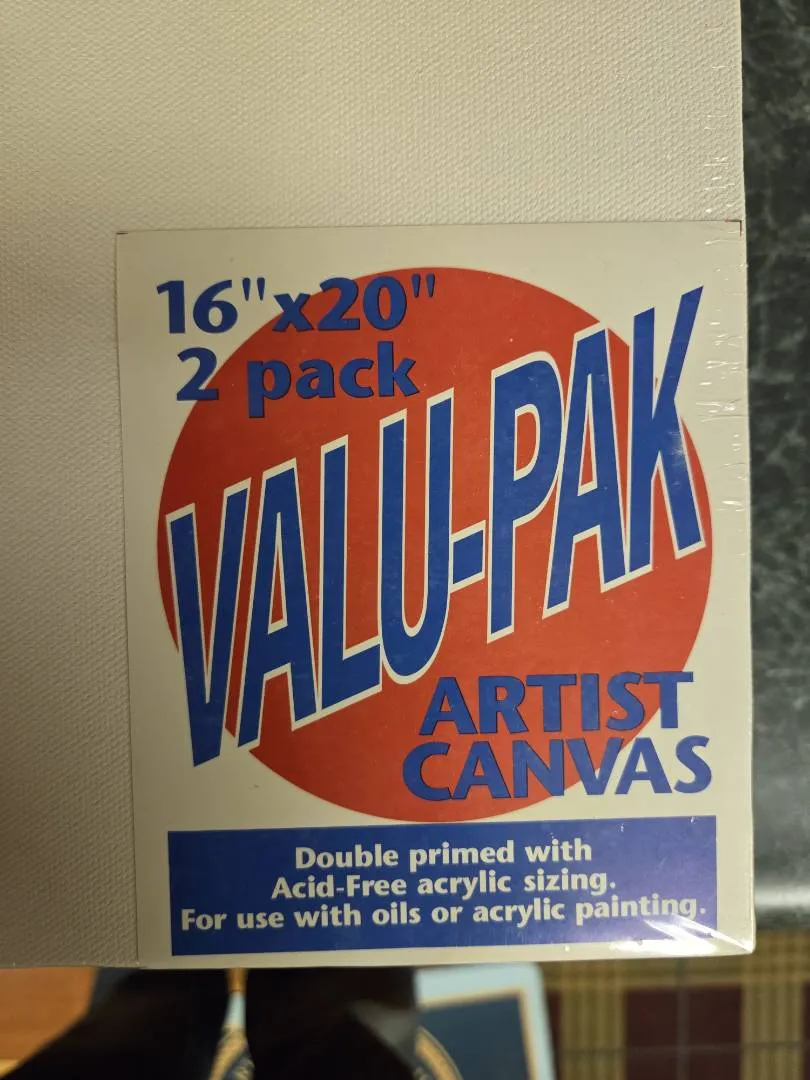 16"x20"
2 pack
VALU-PAK
ARTIST
CANVAS
Double primed with
Acid-Free acrylic sizing.
For use with oils or acrylic painting.